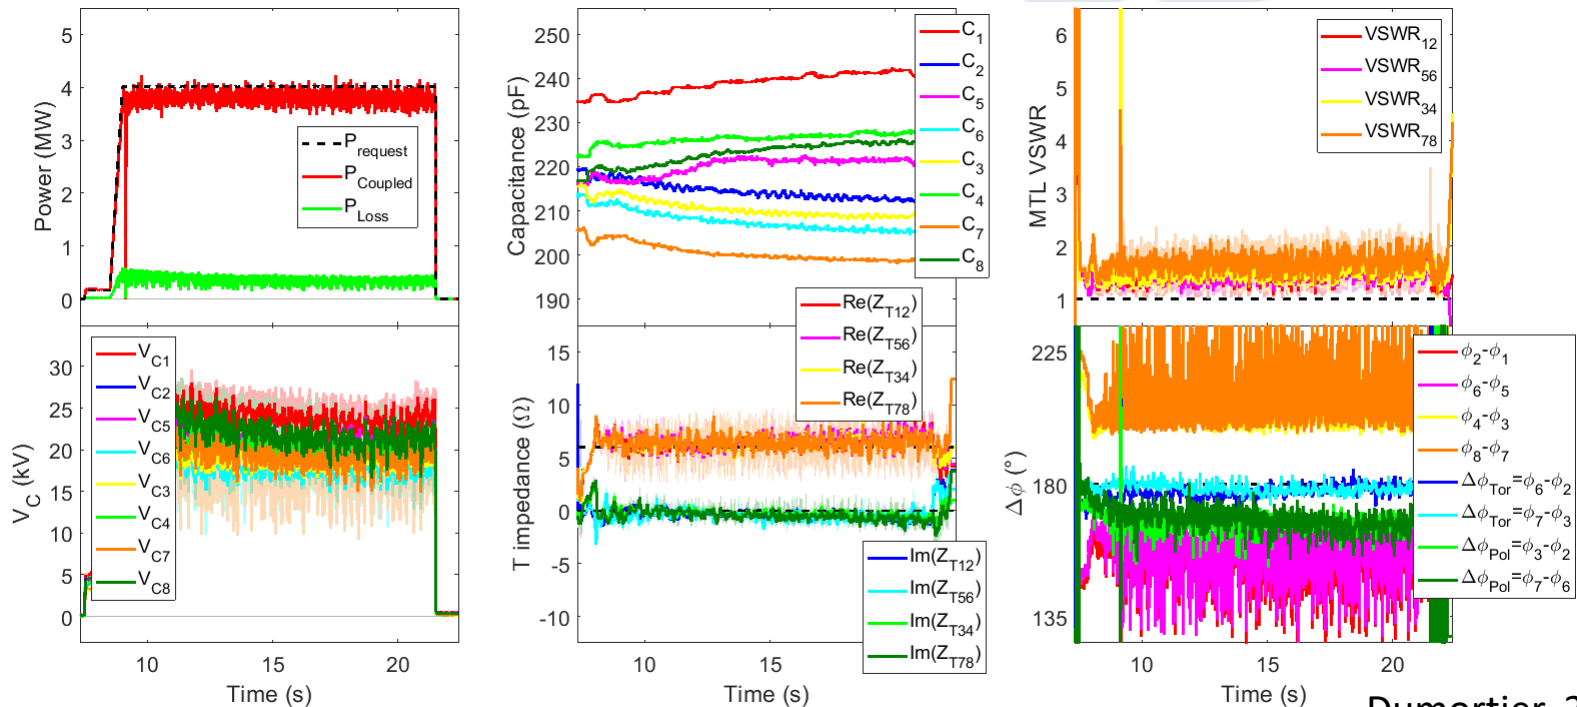 5
4
3
2
1
0
Power (MW)
P_request
P_Coupled
P_Loss
30
25
20
15
10
5
0
V_C (kV)
V_C1
V_C2
V_C5
V_C6
V_C3
V_C4
V_C7
V_C8
10
15
20
Time (s)
250
240
230
220
210
200
190
Capacitance (pF)
C_1
C_2
C_5
C_6
C_3
C_4
C_7
C_8
15
10
5
0
-5
-10
T impedance (Ω)
Re(Z_T12)
Re(Z_T56)
Re(Z_T34)
Re(Z_T78)
Im(Z_T12)
Im(Z_T56)
Im(Z_T34)
Im(Z_T78)
10
15
Time (s)
6
5
4
3
2
1
MTL VSWR
VSWR_12
VSWR_56
VSWR_34
VSWR_78
225
180
135
Δϕ (°)
ϕ_2-ϕ_1
ϕ_6-ϕ_5
ϕ_4-ϕ_3
ϕ_8-ϕ_7
Δϕ_Tor=ϕ_6-ϕ_2
Δϕ_Tor=ϕ_7-ϕ_3
Δϕ_Pol=ϕ_3-ϕ_2
Δϕ_Pol=ϕ_7-ϕ_6
10
15
20
Time (s)
Dumortier